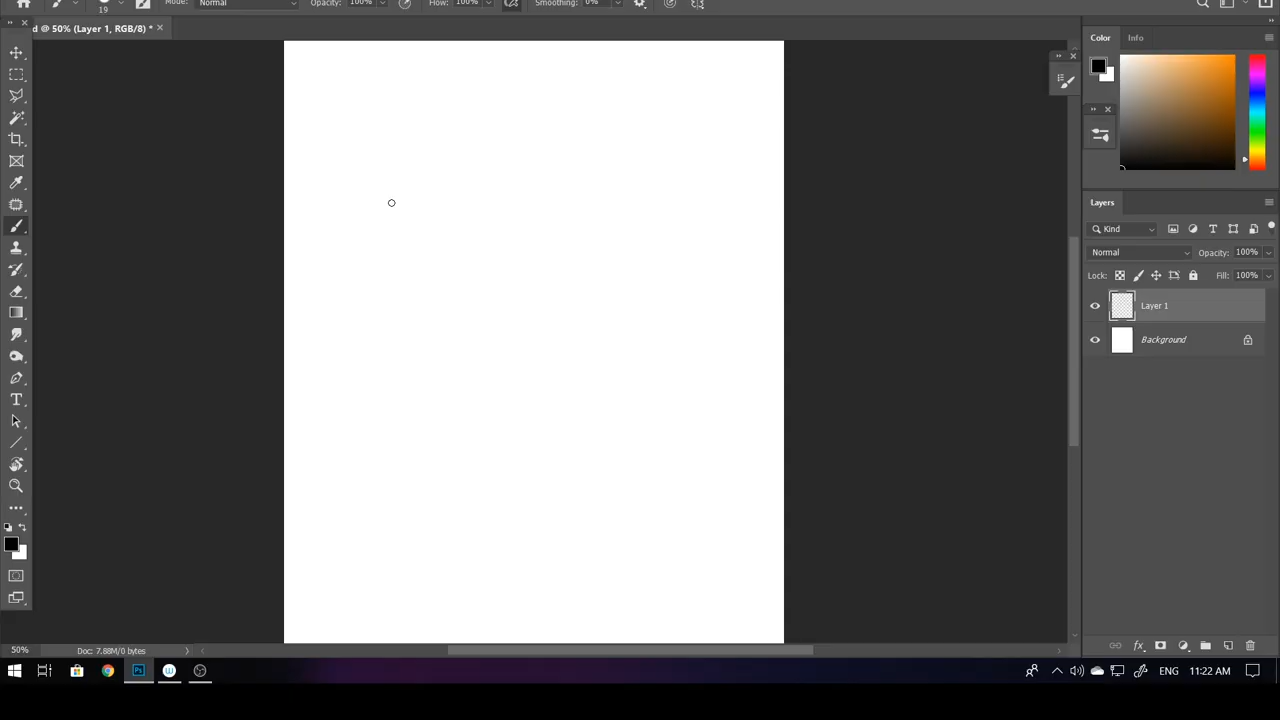 19
Mode: Normal
Opacity: 100%
Flow: 100%
Smoothing: 0%
d @ 50% (Layer 1, RGB/8) *
Color
Info
Layers
Kind
Normal
Opacity: 100%
Lock:
Fill: 100%
Layer 1
Background
50%
Doc: 7.88M/0 bytes
Ps
ENG
11:22 AM